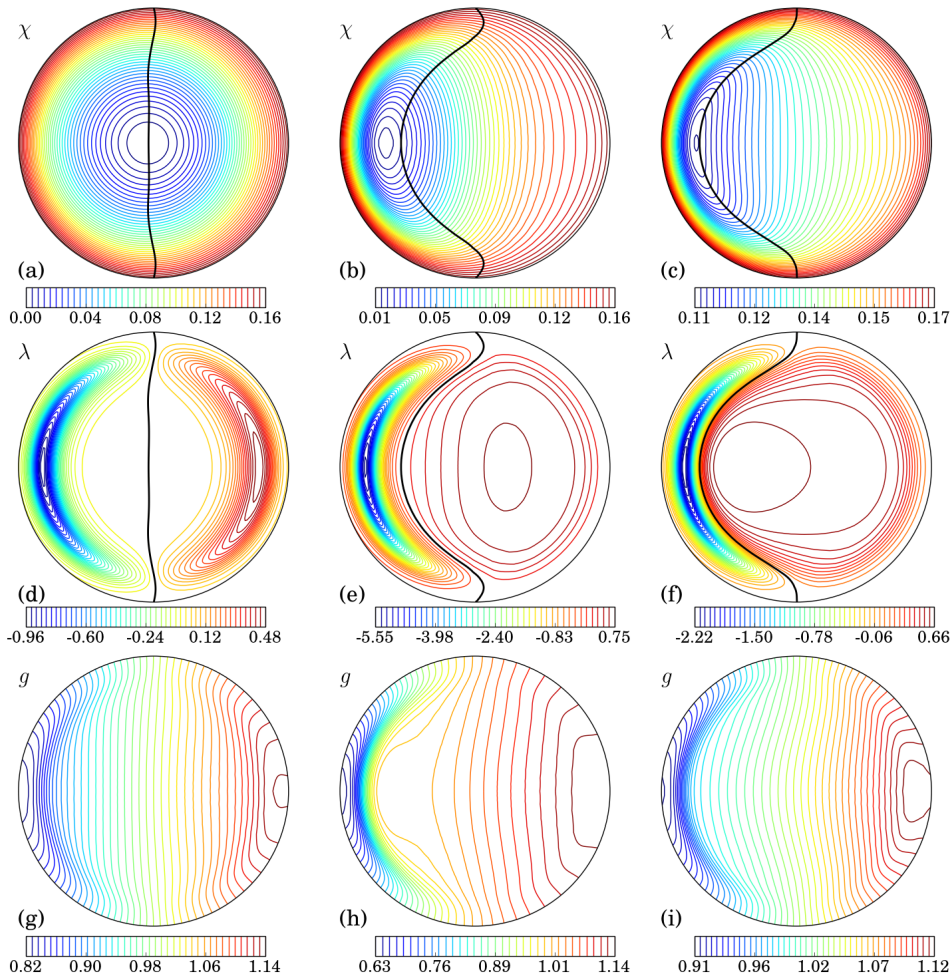 χ χ χ
(a) (b) (c)
0.00 0.04 0.08 0.12 0.16 0.01 0.05 0.09 0.12 0.16 0.11 0.12 0.14 0.15 0.17
λ λ λ
(d) (e) (f)
-0.96 -0.60 -0.24 0.12 0.48 -5.55 -3.98 -2.40 -0.83 0.75 -2.22 -1.50 -0.78 -0.06 0.66
g g g
(g) (h) (i)
0.82 0.90 0.98 1.06 1.14 0.63 0.76 0.89 1.01 1.14 0.91 0.96 1.02 1.07 1.12